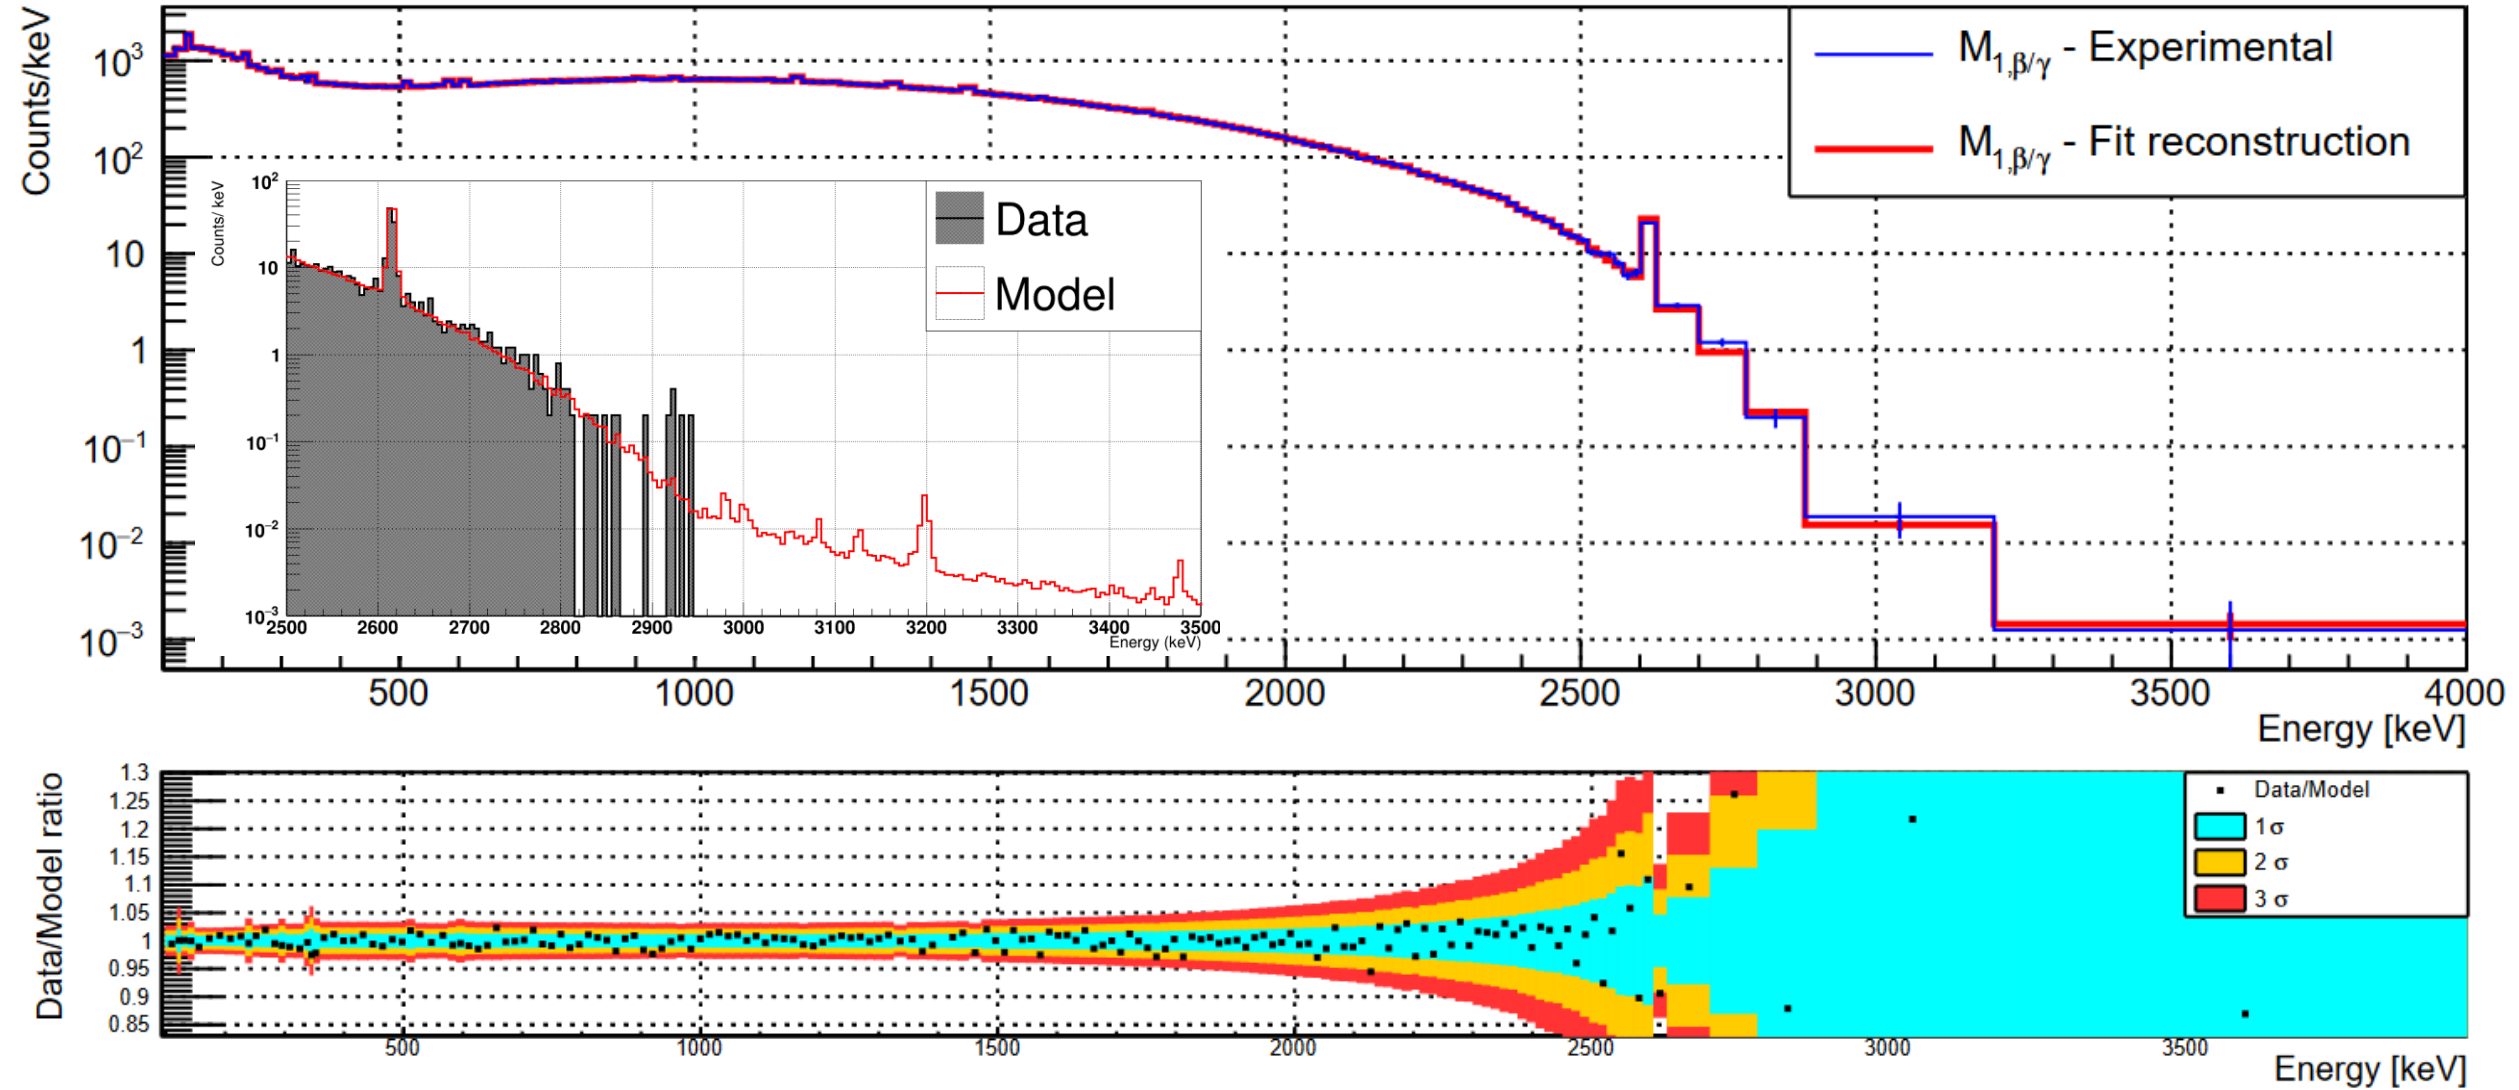 Counts/keV
10³
10²
10
1
10⁻¹
10⁻²
10⁻³
M1,β/γ - Experimental
M1,β/γ - Fit reconstruction
Counts/ keV
10²
10
1
10⁻¹
10⁻²
10⁻³
Data
Model
2500 2600 2700 2800 2900 3000 3100 3200 3300 3400 3500
Energy (keV)
500 1000 1500 2000 2500 3000 3500 4000
Energy [keV]
Data/Model ratio
1.3
1.25
1.2
1.15
1.1
1.05
1
0.95
0.9
0.85
Data/Model
1 σ
2 σ
3 σ
500 1000 1500 2000 2500 3000 3500
Energy [keV]